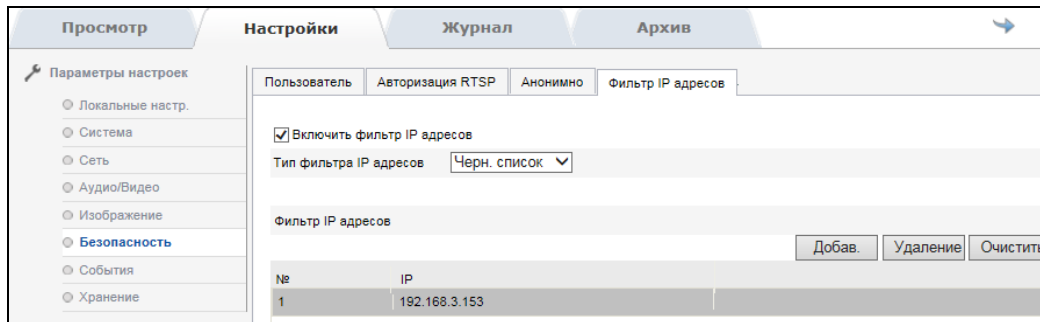 Просмотр Настройки Журнал Архив
Параметры настроек
Локальные настр.
Система
Сеть
Аудио/Видео
Изображение
Безопасность
События
Хранение
Пользователь Авторизация RTSP Анонимно Фильтр IP адресов
Включить фильтр IP адресов
Тип фильтра IP адресов Черн. список
Фильтр IP адресов
Добав. Удаление Очистить
№ IP
1 192.168.3.153